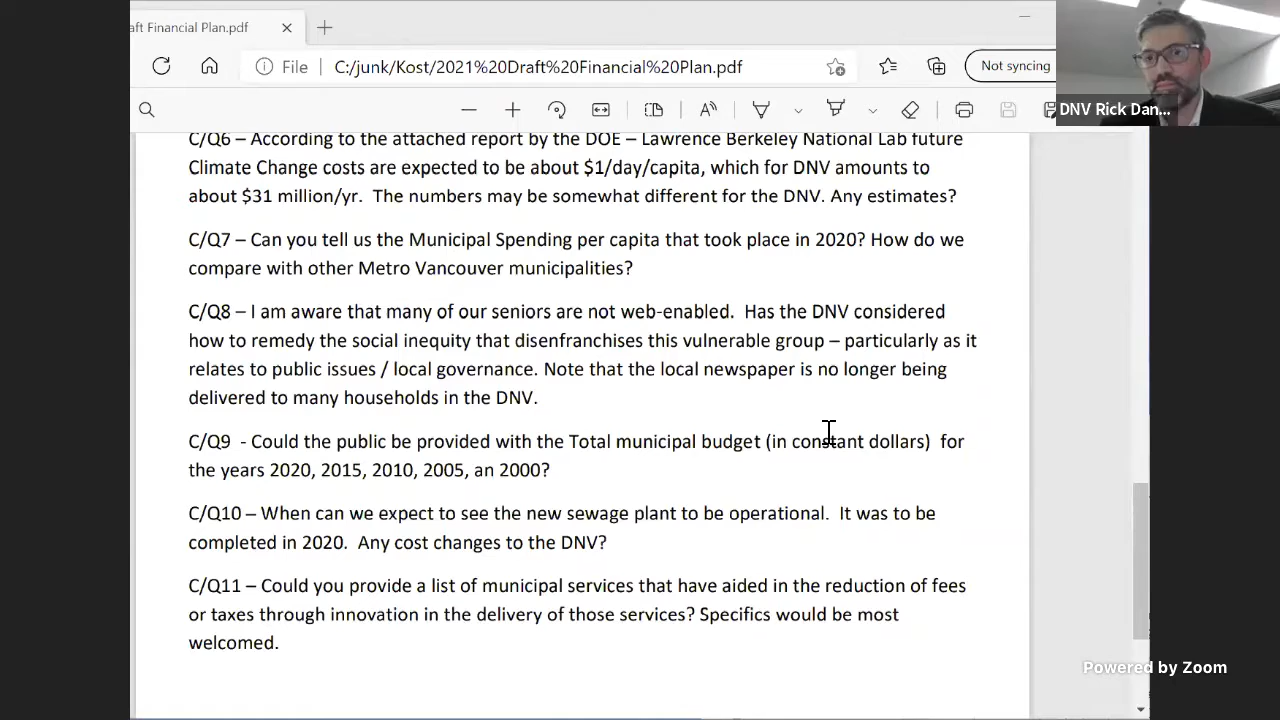 aft Financial Plan.pdf
File
C:/junk/Kost/2021%20Draft%20Financial%20Plan.pdf
Not syncing
DNV Rick Dan...
C/Q6 – According to the attached report by the DOE – Lawrence Berkeley National Lab future
Climate Change costs are expected to be about $1/day/capita, which for DNV amounts to
about $31 million/yr.  The numbers may be somewhat different for the DNV. Any estimates?
C/Q7 – Can you tell us the Municipal Spending per capita that took place in 2020? How do we
compare with other Metro Vancouver municipalities?
C/Q8 – I am aware that many of our seniors are not web-enabled.  Has the DNV considered
how to remedy the social inequity that disenfranchises this vulnerable group – particularly as it
relates to public issues / local governance. Note that the local newspaper is no longer being
delivered to many households in the DNV.
C/Q9  - Could the public be provided with the Total municipal budget (in constant dollars)  for
the years 2020, 2015, 2010, 2005, an 2000?
C/Q10 – When can we expect to see the new sewage plant to be operational.  It was to be
completed in 2020.  Any cost changes to the DNV?
C/Q11 – Could you provide a list of municipal services that have aided in the reduction of fees
or taxes through innovation in the delivery of those services? Specifics would be most
welcomed.
Powered by Zoom